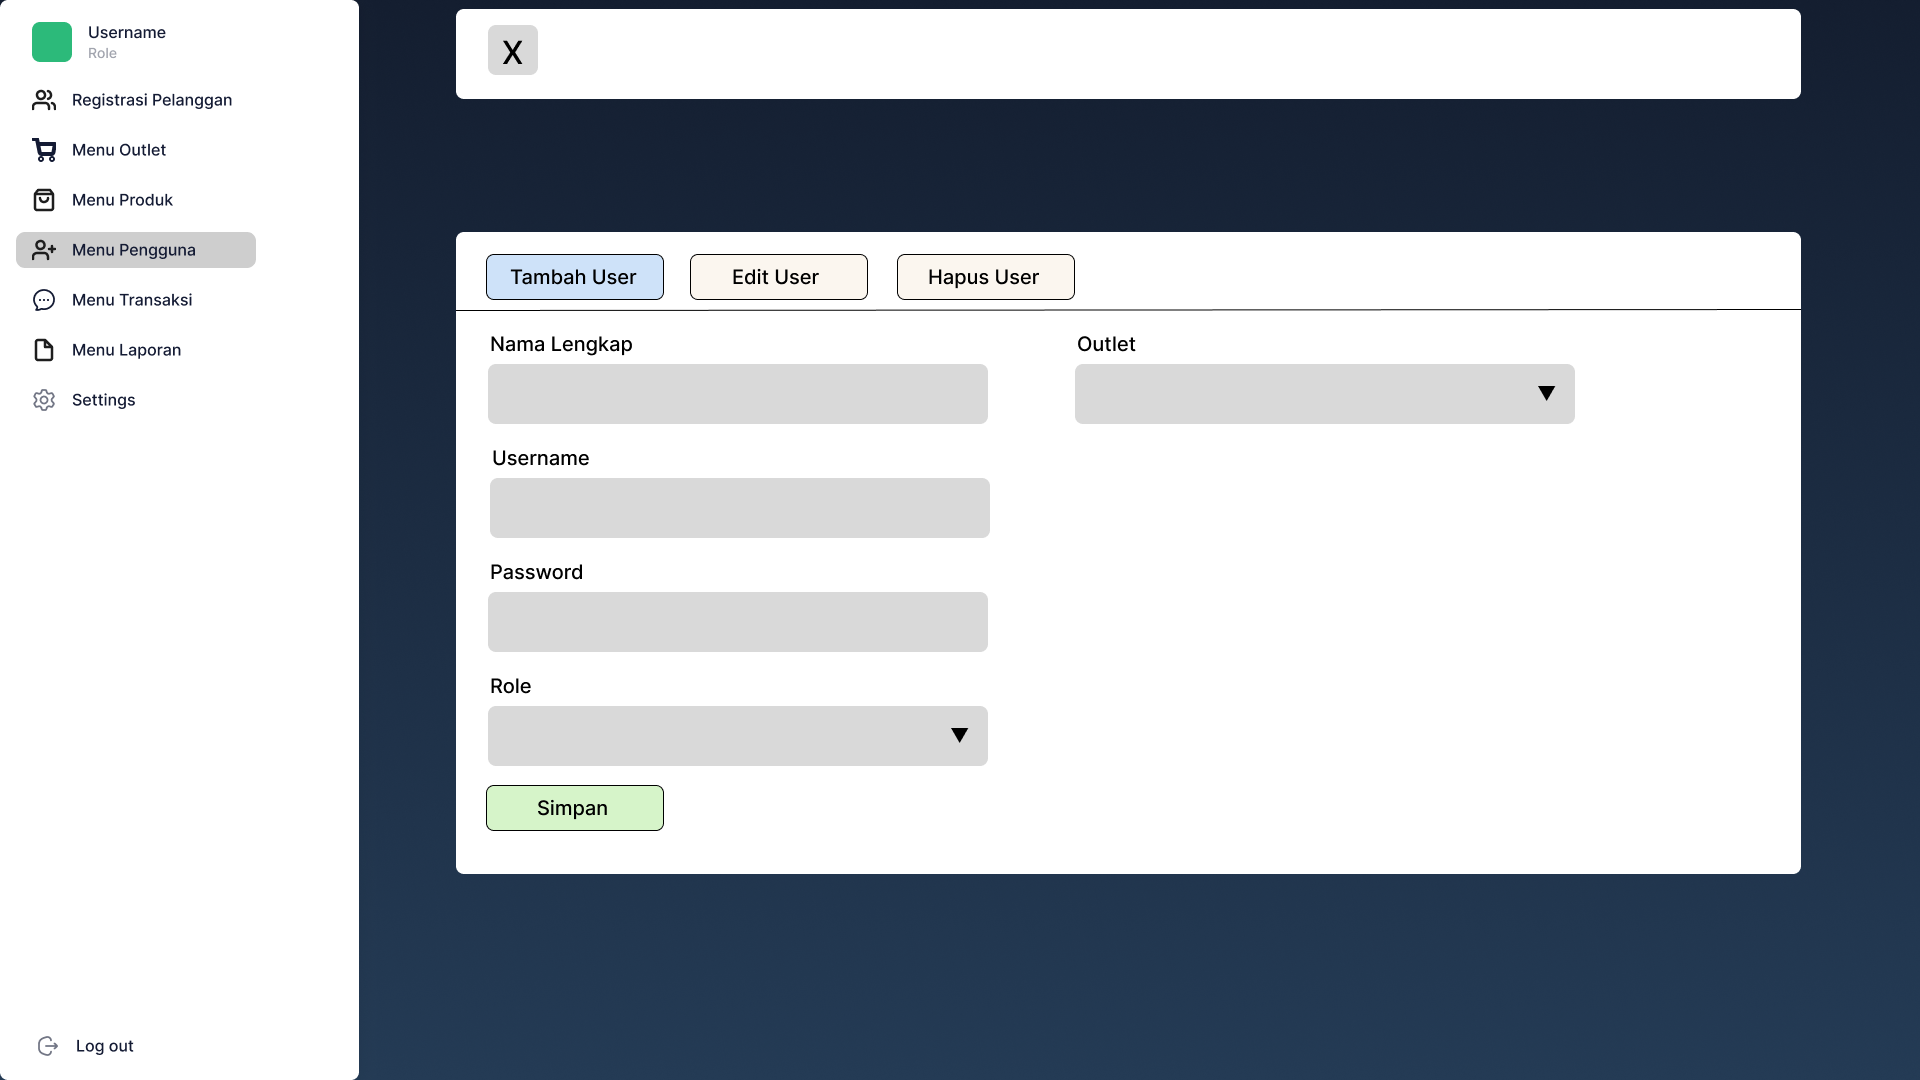 Username
Role
Registrasi Pelanggan
Menu Outlet
Menu Produk
Menu Pengguna
Menu Transaksi
Menu Laporan
Settings
Log out
X
Tambah User
Edit User
Hapus User
Nama Lengkap
Outlet
Username
Password
Role
Simpan